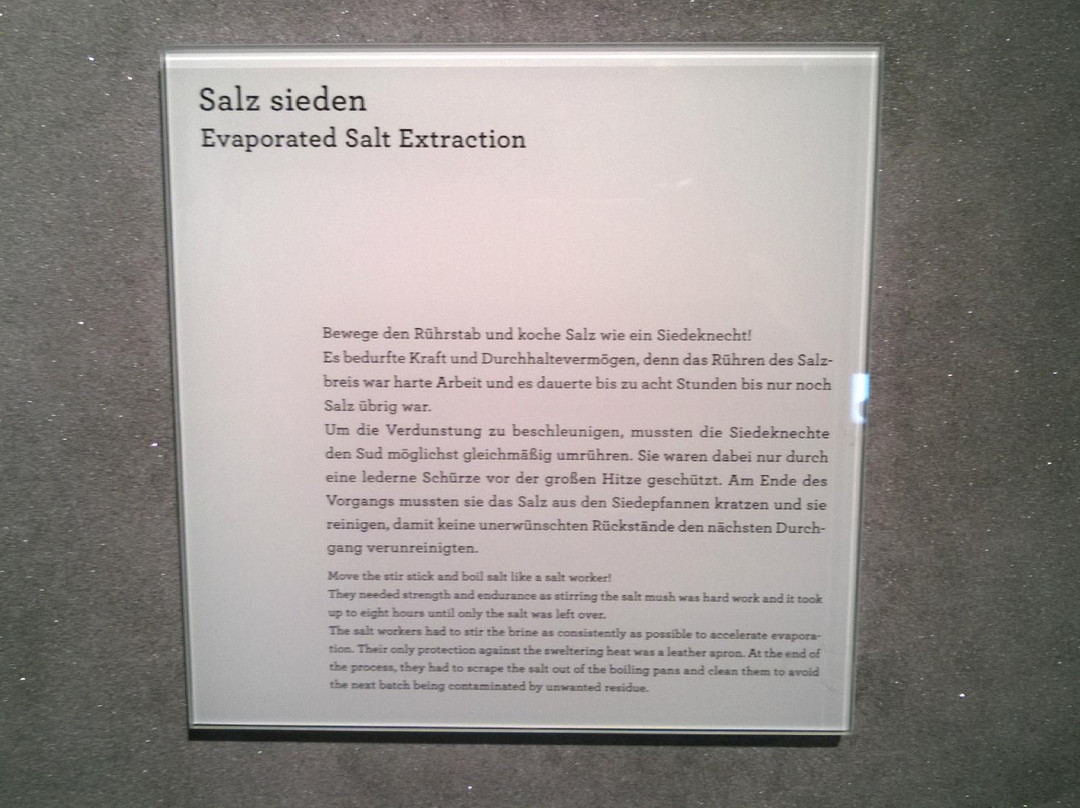 Salz sieden
Evaporated Salt Extraction
Bewege den Rührstab und koche Salz wie ein Siedeknecht!
Es bedurfte Kraft und Durchhaltevermögen, denn das Rühren des Salz-
breis war harte Arbeit und es dauerte bis zu acht Stunden bis nur noch
Salz übrig war.
Um die Verdunstung zu beschleunigen, mussten die Siedeknechte
den Sud möglichst gleichmäßig umrühren. Sie waren dabei nur durch
eine lederne Schürze vor der großen Hitze geschützt. Am Ende des
Vorgangs mussten sie das Salz aus den Siedepfannen kratzen und sie
reinigen, damit keine unerwünschten Rückstände den nächsten Durch-
gang verunreinigten.
Move the stir stick and boil salt like a salt worker!
They needed strength and endurance as stirring the salt mush was hard work and it took
up to eight hours until only the salt was left over.
The salt workers had to stir the brine as consistently as possible to accelerate evapora-
tion. Their only protection against the sweltering heat was a leather apron. At the end of
the process, they had to scrape the salt out of the boiling pans and clean them to avoid
the next batch being contaminated by unwanted residue.